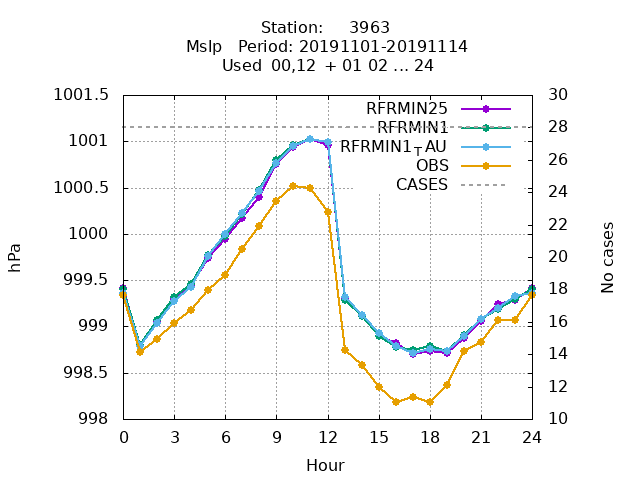 Station: 3963
Mslp Period: 20191101-20191114
Used 00,12 + 01 02 ... 24
1001.5
1001
1000.5
1000
999.5
999
998.5
998
30
28
26
24
22
20
18
16
14
12
10
RFRMIN25
RFRMIN1
RFRMIN1TAU
OBS
CASES
hPa
No cases
0 3 6 9 12 15 18 21 24
Hour